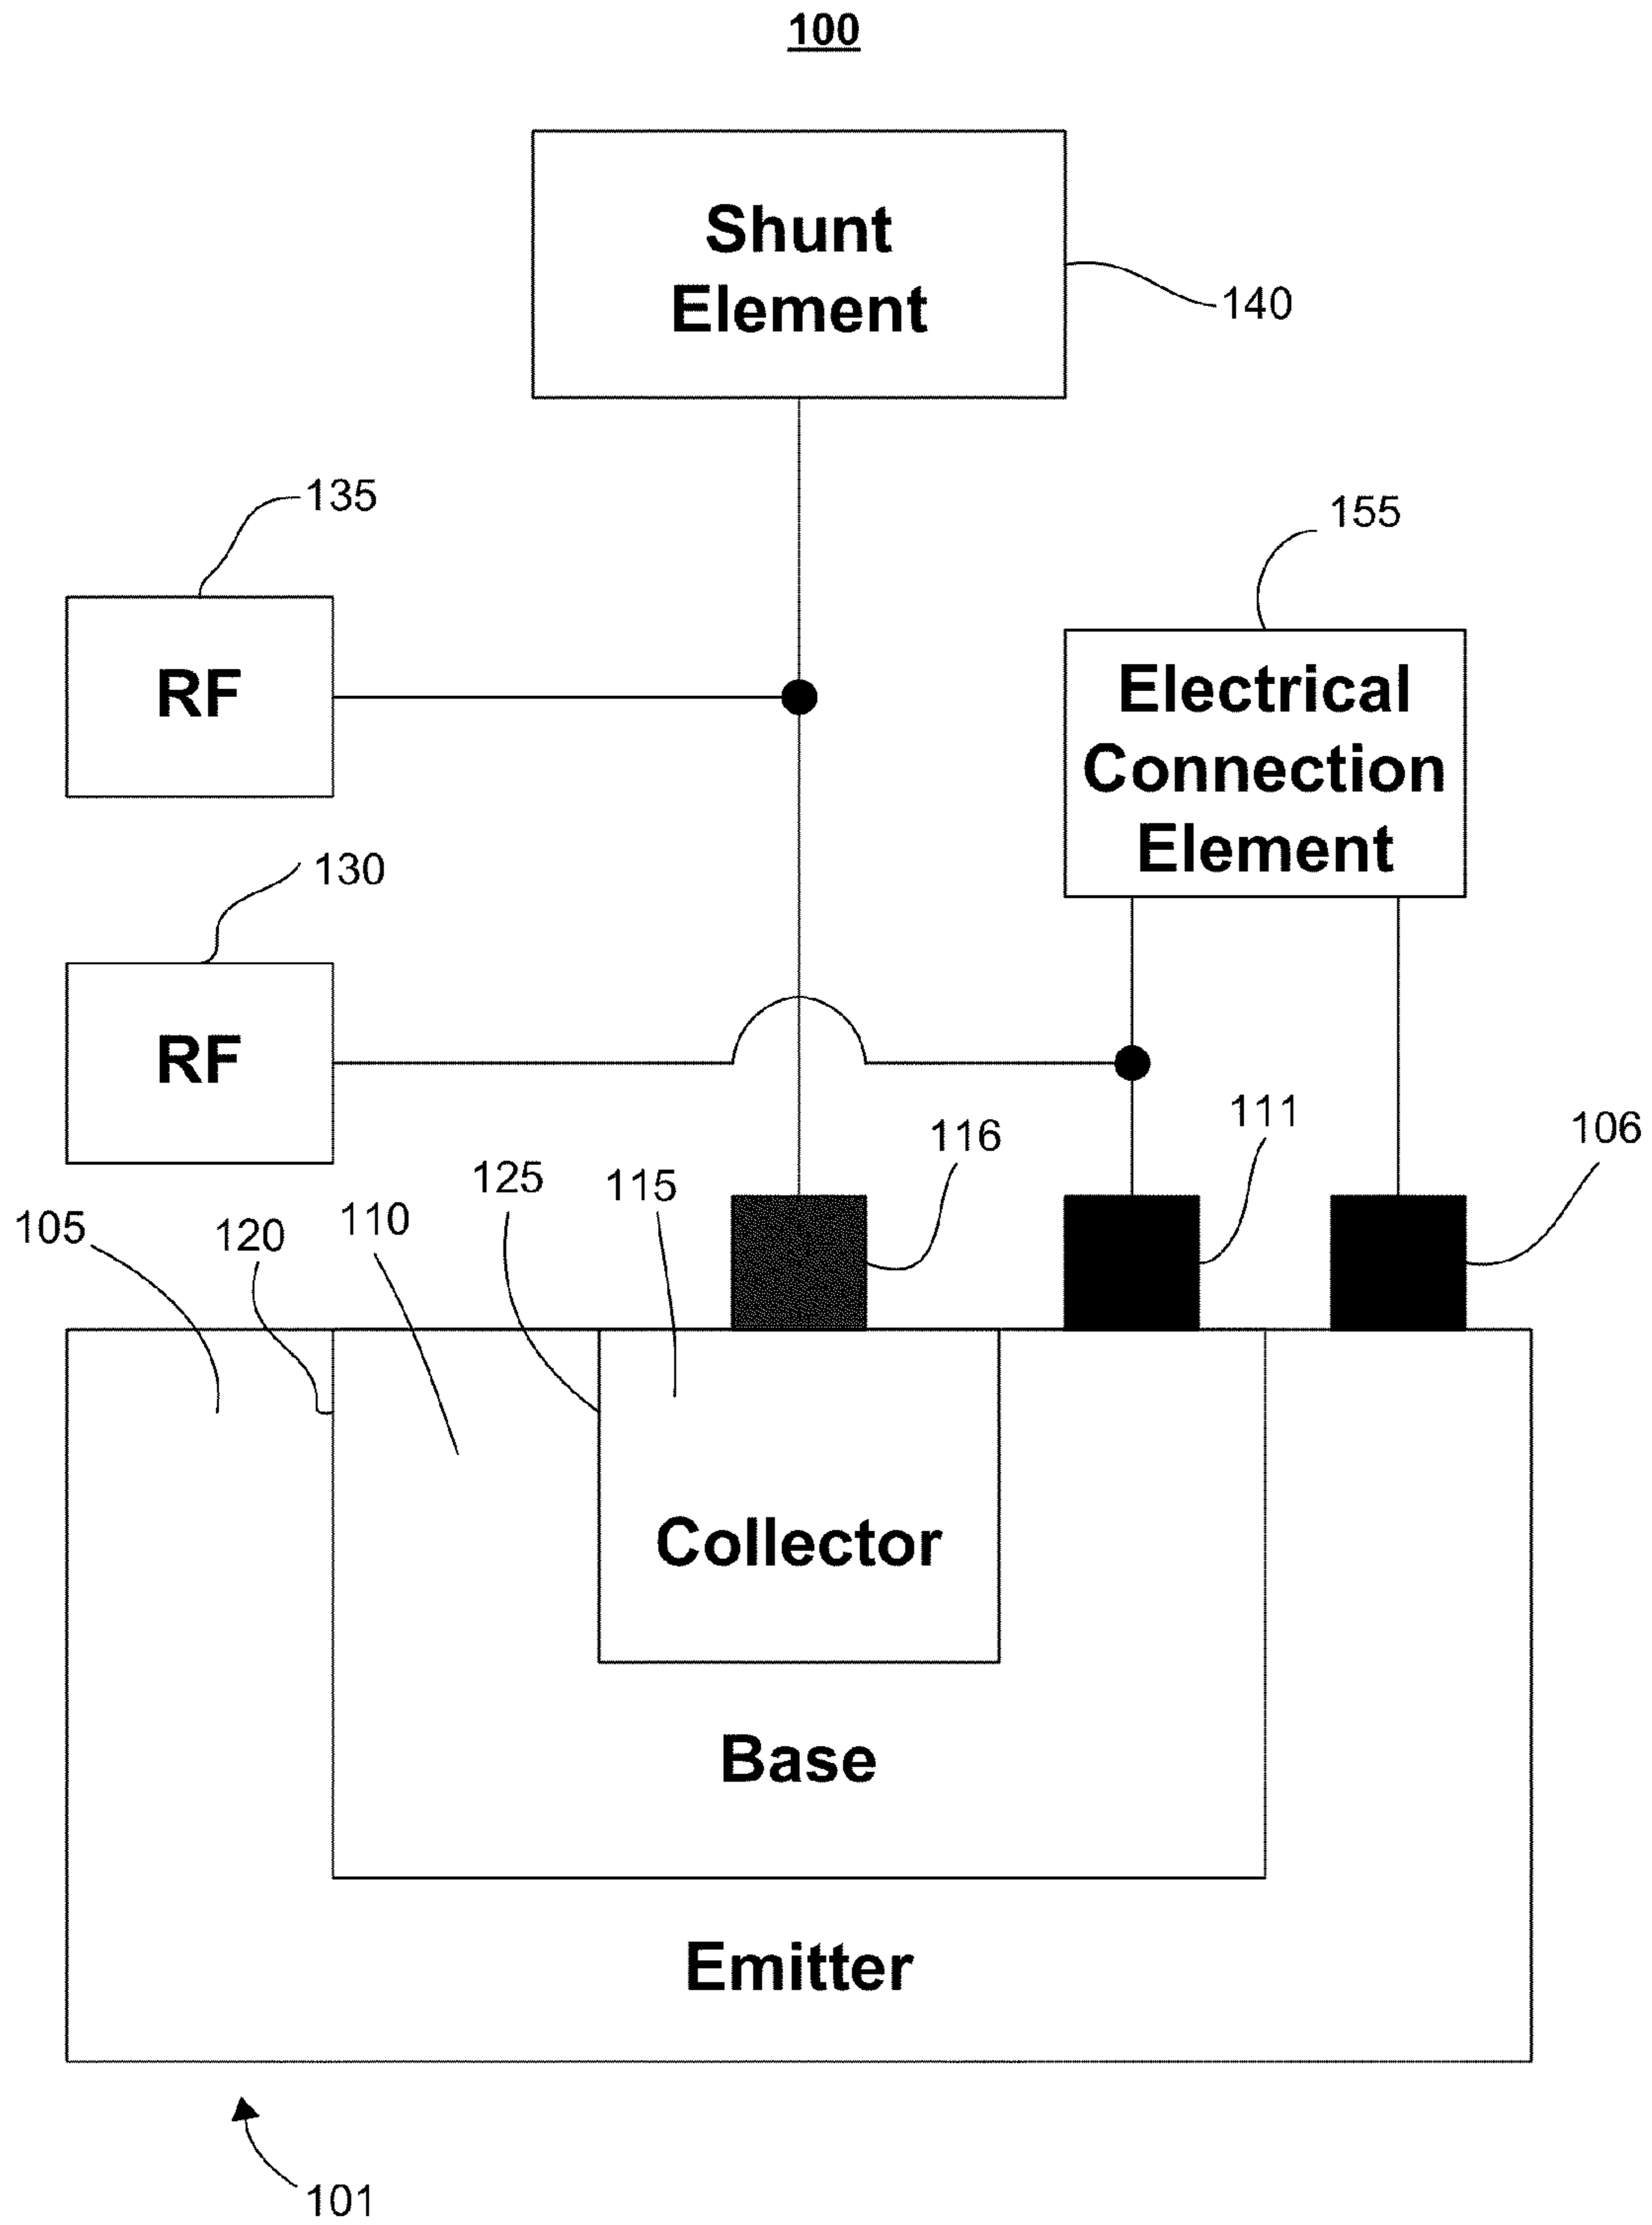 100
Shunt
Element
140
135
155
RF
Electrical
Connection
Element
130
RF
116
111
106
125
115
105
120
110
Collector
Base
Emitter
101